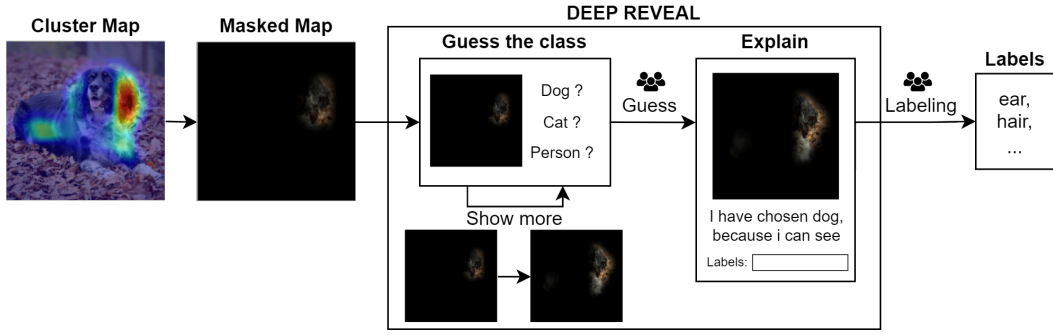 DEEP REVEAL
Cluster Map
Masked Map
Guess the class
Explain
Labels
Dog ?
Cat ?
Person ?
Guess
Labeling
ear,
hair,
...
Show more
I have chosen dog,
because i can see
Labels: